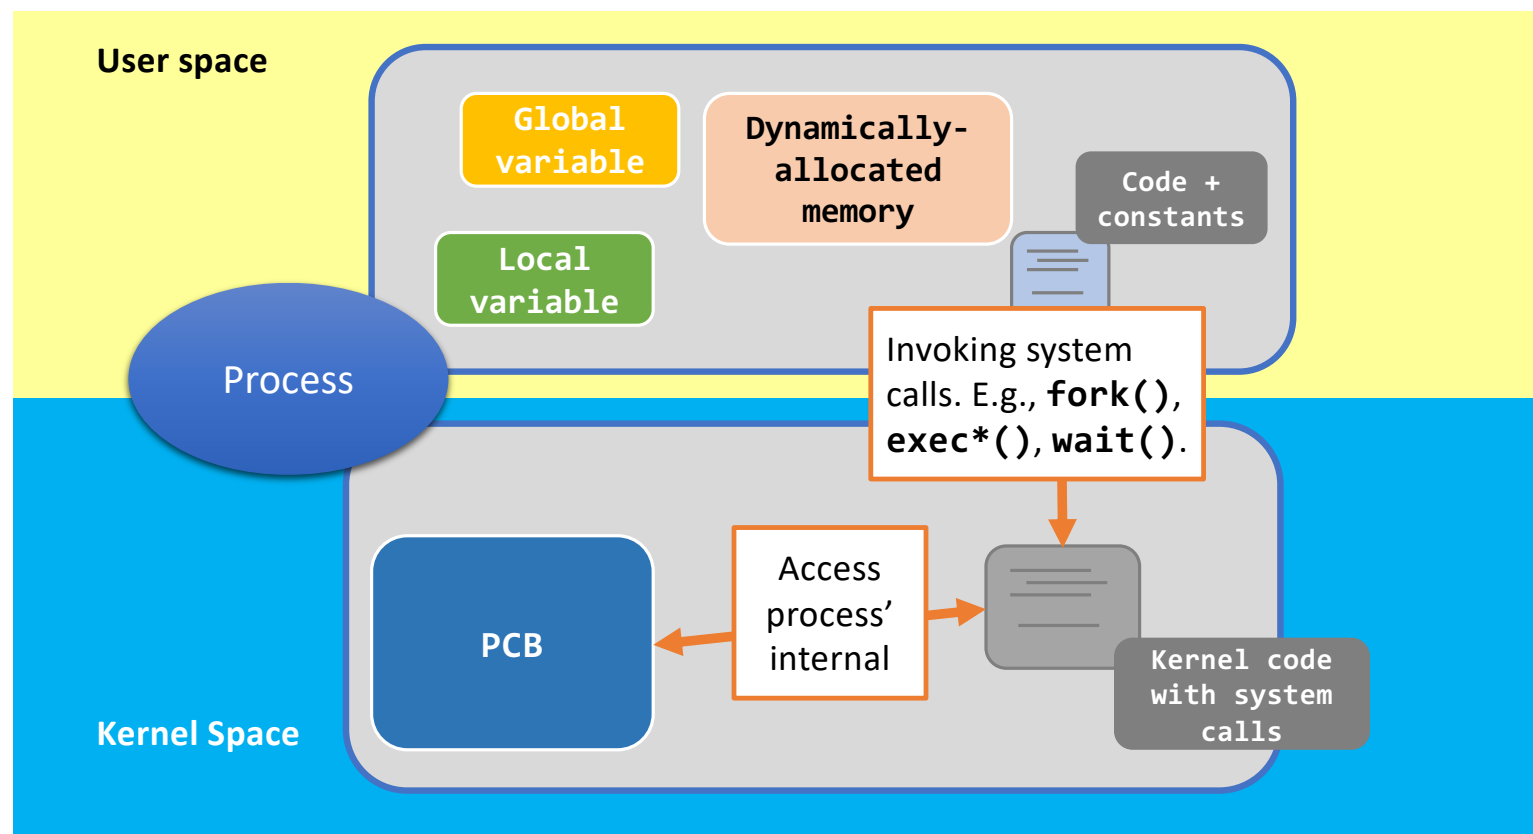 User space
Global
variable
Dynamically-
allocated
memory
Code +
constants
Local
variable
Process
Invoking system
calls. E.g., fork(),
exec*(), wait().
PCB
Access
process’
internal
Kernel code
with system
calls
Kernel Space